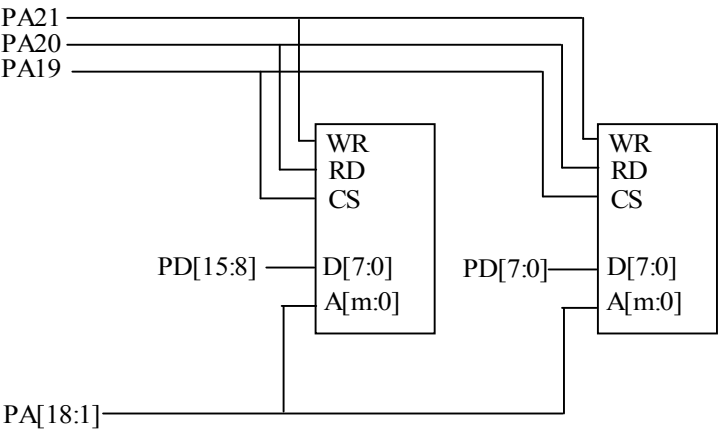 PA21
PA20
PA19
WR
RD
CS
PD[15:8]
D[7:0]
A[m:0]
WR
RD
CS
PD[7:0]
D[7:0]
A[m:0]
PA[18:1]